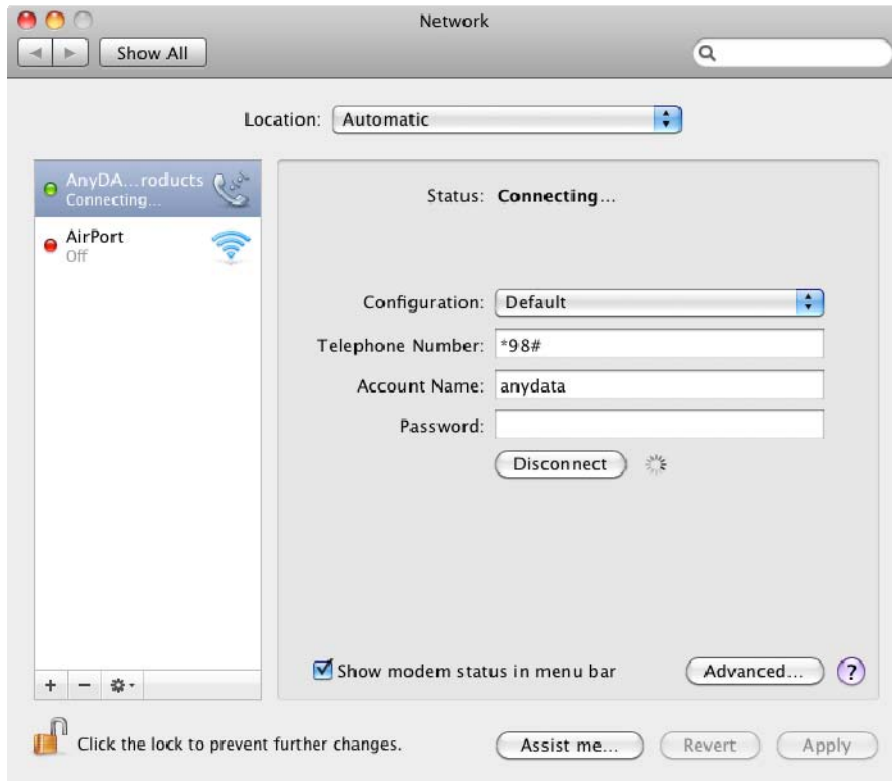 Network
Show All
Location: Automatic
AnyDA...roducts
Connecting...
AirPort
Off
Status: Connecting...
Configuration: Default
Telephone Number: *98#
Account Name: anydata
Password:
Disconnect
Show modem status in menu bar
Advanced... ?
Click the lock to prevent further changes.
Assist me... Revert Apply